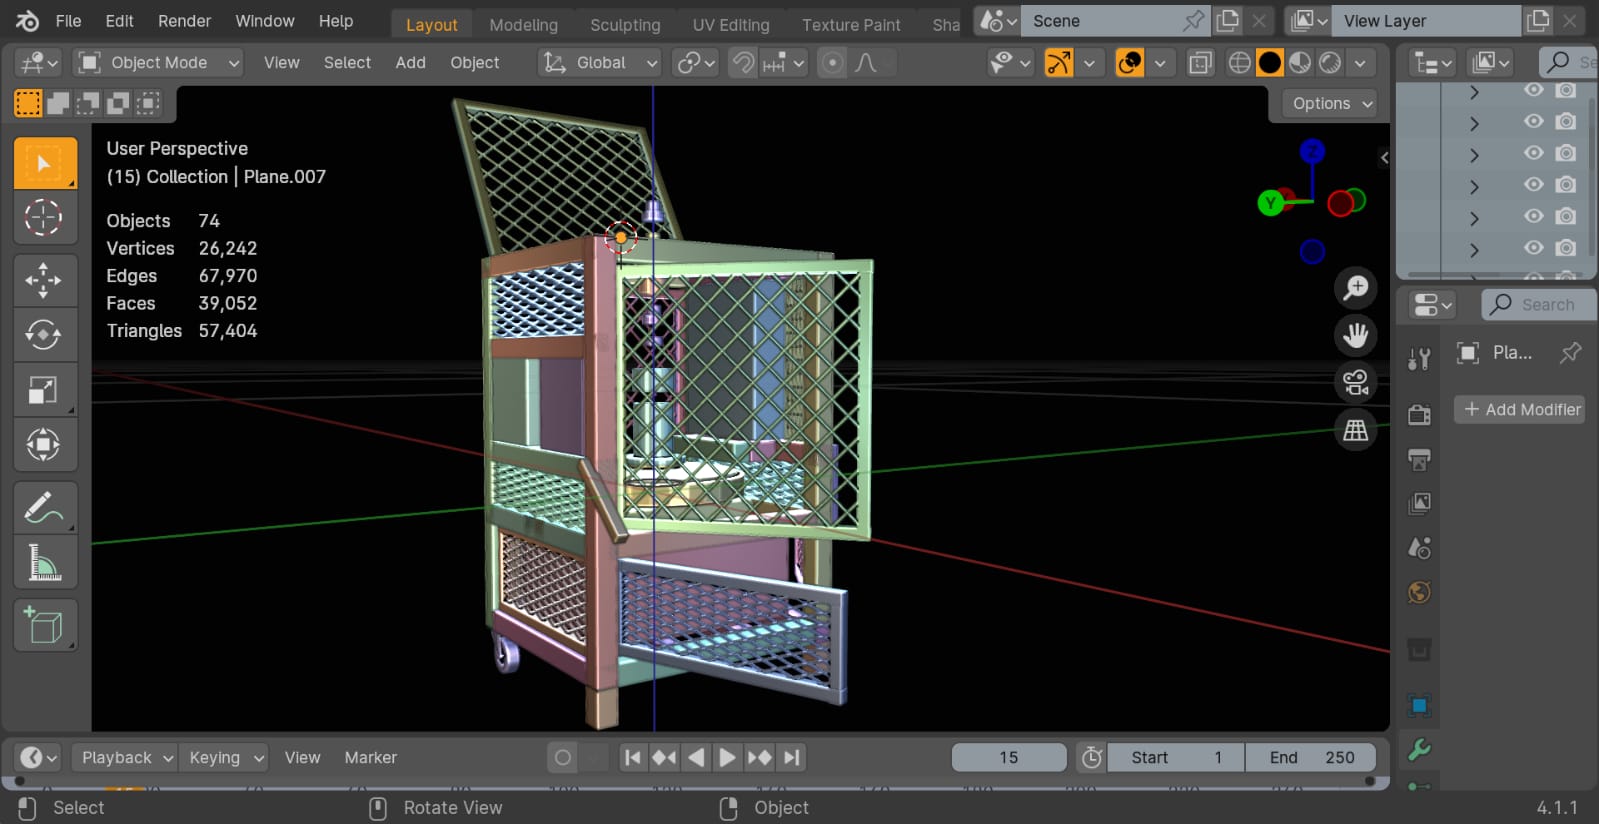 File Edit Render Window Help
Layout Modeling Sculpting UV Editing Texture Paint Sha
Scene
View Layer
Object Mode View Select Add Object Global
Options
User Perspective
(15) Collection | Plane.007
Objects 74
Vertices 26,242
Edges 67,970
Faces 39,052
Triangles 57,404
Z
Y
Se
Search
Pla...
+ Add Modifier
Playback Keying View Marker
15
Start 1
End 250
Select
Rotate View
Object
4.1.1